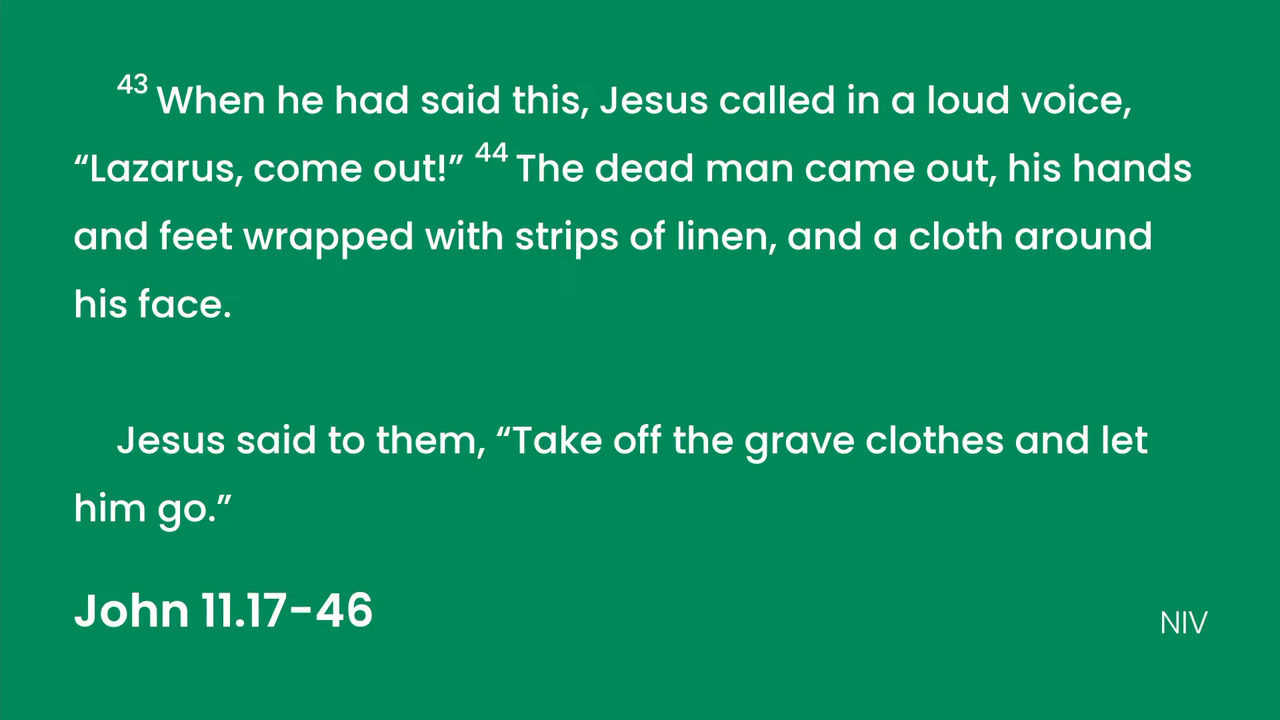 43 When he had said this, Jesus called in a loud voice,
“Lazarus, come out!” 44 The dead man came out, his hands
and feet wrapped with strips of linen, and a cloth around
his face.
Jesus said to them, “Take off the grave clothes and let
him go.”
John 11.17-46
NIV